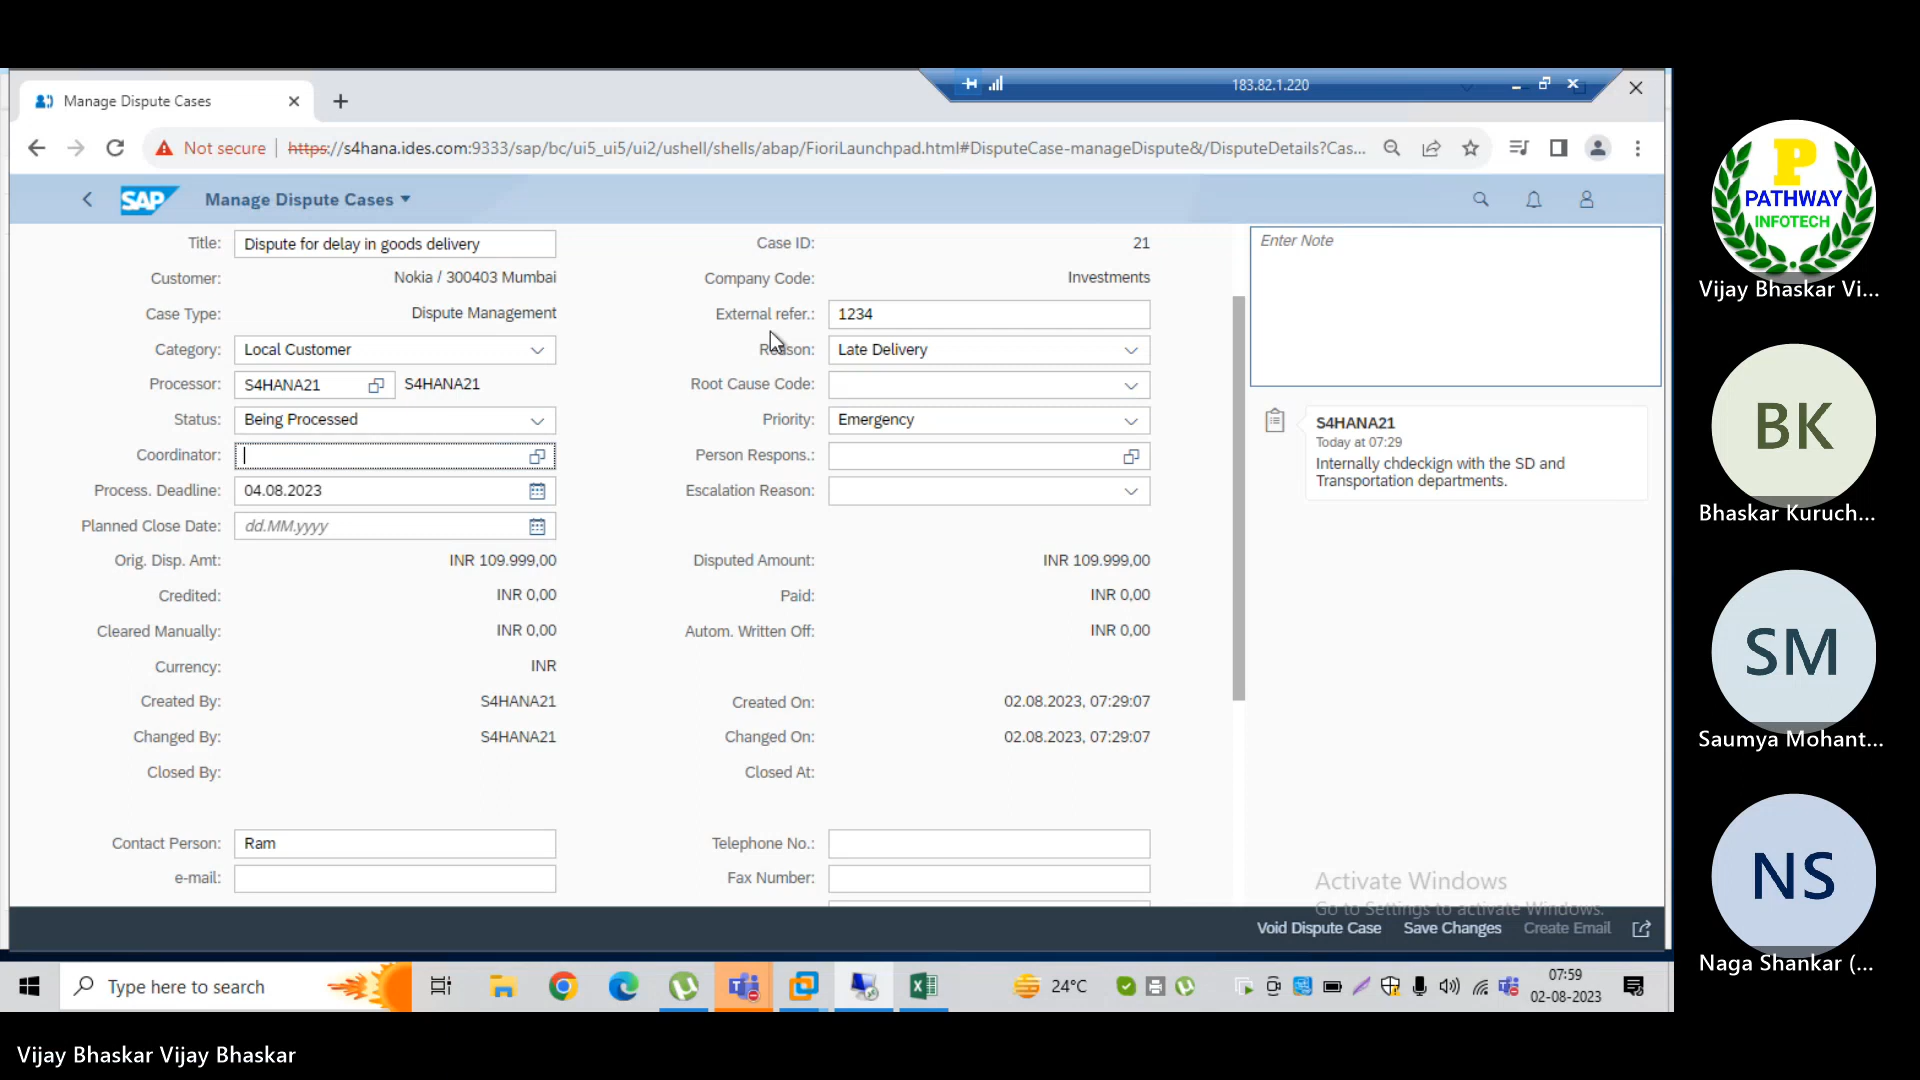 183.82.1.220
Manage Dispute Cases
Not secure
https://s4hana.ides.com:9333/sap/bc/ui5_ui5/ui2/ushell/shells/abap/FioriLaunchpad.html#DisputeCase-manageDispute&/DisputeDetails?Cas...
SAP Manage Dispute Cases
Title: Dispute for delay in goods delivery
Case ID: 21
Customer: Nokia / 300403 Mumbai
Company Code: Investments
Case Type: Dispute Management
External refer.: 1234
Category: Local Customer
Reason: Late Delivery
Processor: S4HANA21 S4HANA21
Root Cause Code:
Status: Being Processed
Priority: Emergency
Coordinator:
Person Respons.:
Process. Deadline: 04.08.2023
Escalation Reason:
Planned Close Date: dd.MM.yyyy
Orig. Disp. Amt: INR 109.999,00
Disputed Amount: INR 109.999,00
Credited: INR 0,00
Paid: INR 0,00
Cleared Manually: INR 0,00
Autom. Written Off: INR 0,00
Currency: INR
Created By: S4HANA21
Created On: 02.08.2023, 07:29:07
Changed By: S4HANA21
Changed On: 02.08.2023, 07:29:07
Closed By:
Closed At:
Contact Person: Ram
Telephone No.:
e-mail:
Fax Number:
Enter Note
S4HANA21
Today at 07:29
Internally chdeckign with the SD and
Transportation departments.
Activate Windows
Go to Settings to activate Windows.
Void Dispute Case Save Changes Create Email
Type here to search
24°C
07:59
02-08-2023
P
PATHWAY
INFOTECH
Vijay Bhaskar Vi...
BK
Bhaskar Kuruch...
SM
Saumya Mohant...
NS
Naga Shankar (...
Vijay Bhaskar Vijay Bhaskar